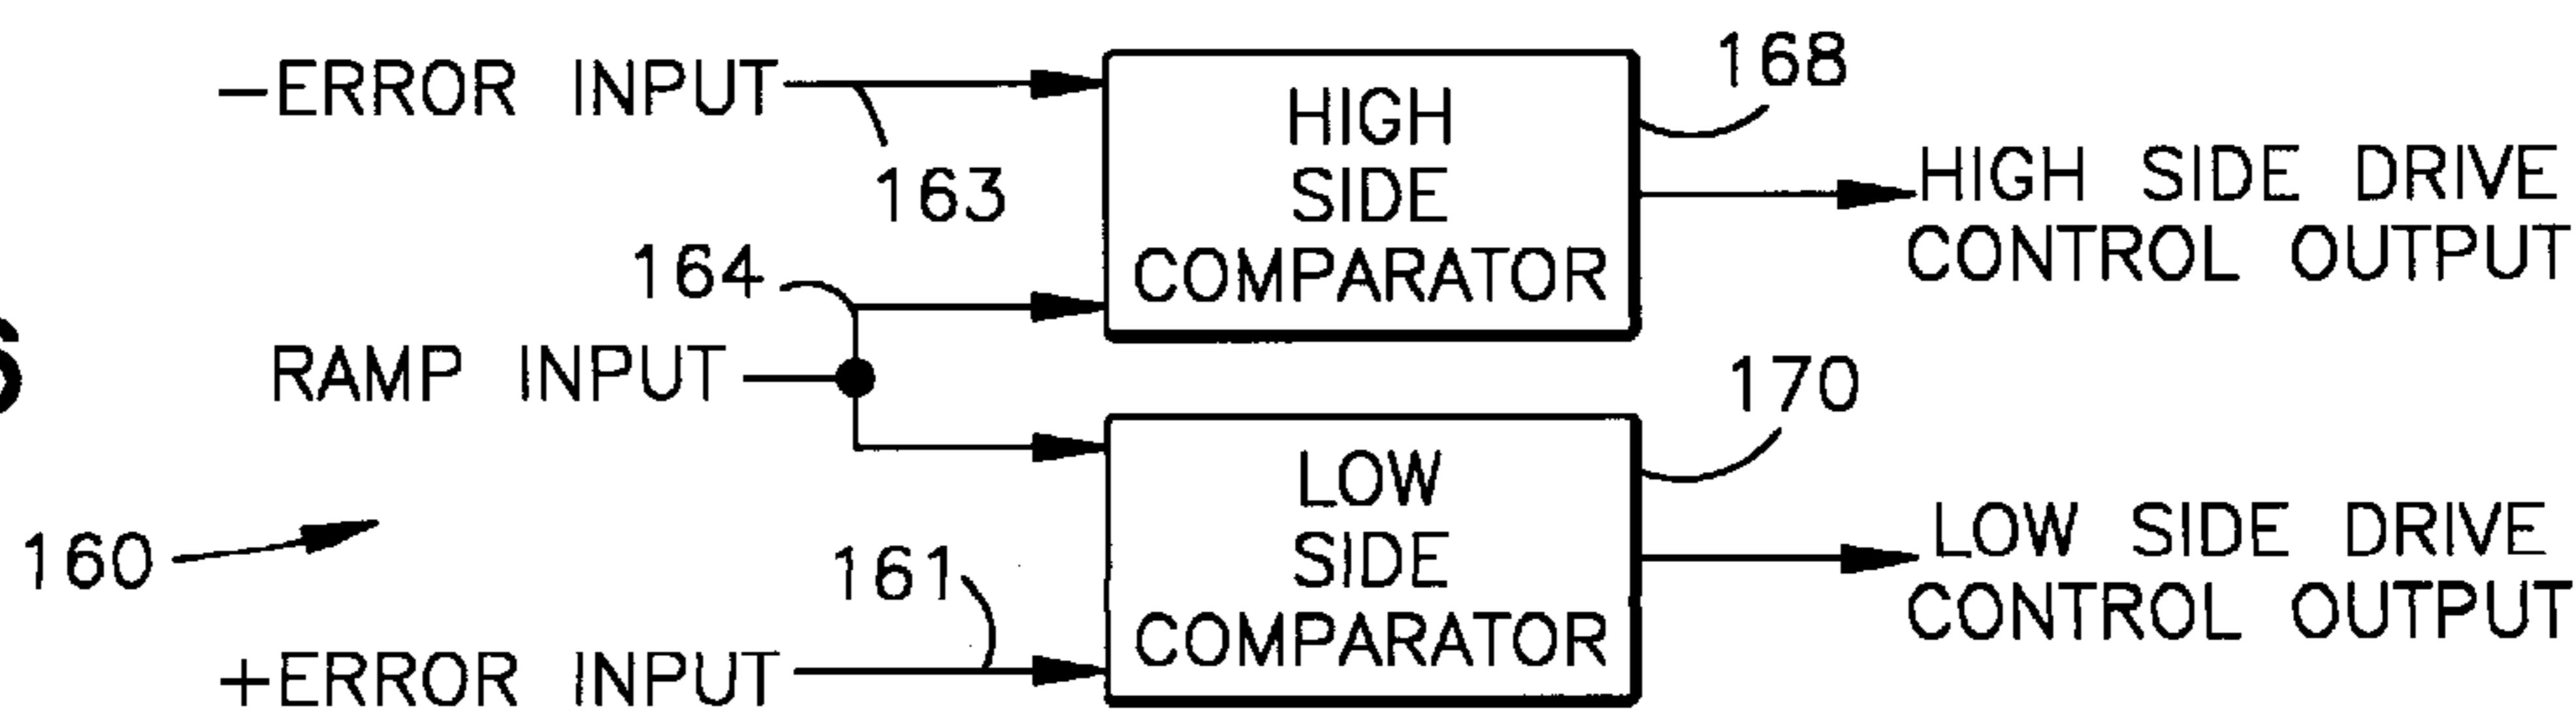 -ERROR INPUT
163
HIGH
SIDE
COMPARATOR
168
HIGH SIDE DRIVE
CONTROL OUTPUT
164
RAMP INPUT
160
161
+ERROR INPUT
LOW
SIDE
COMPARATOR
170
LOW SIDE DRIVE
CONTROL OUTPUT